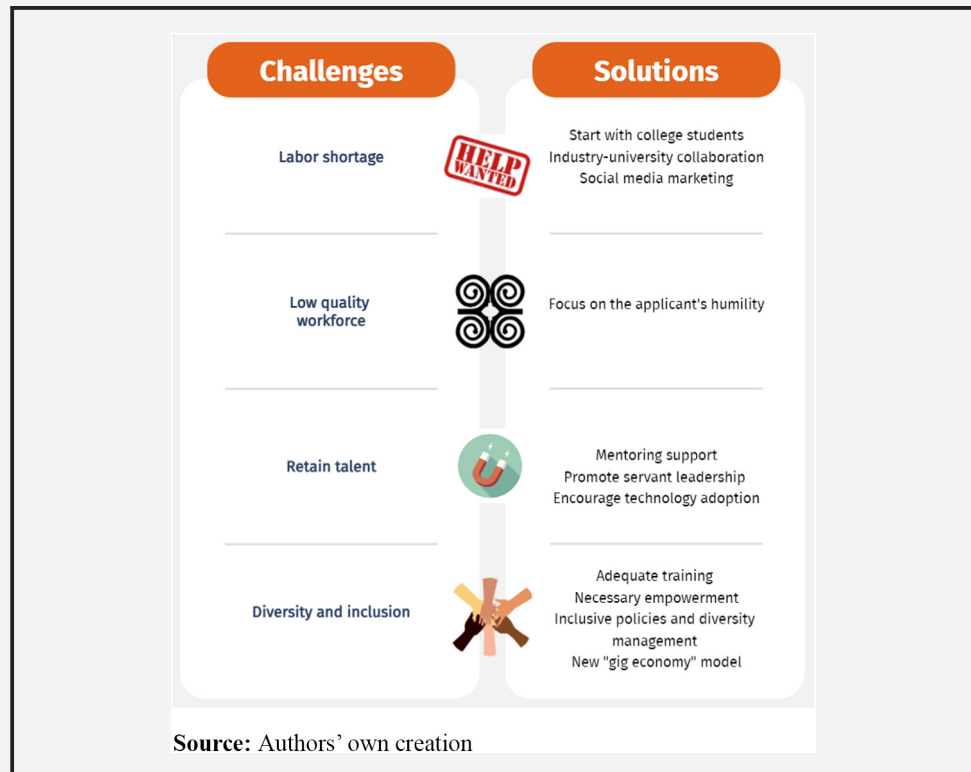 Challenges
Solutions
Labor shortage
HELP
WANTED
Start with college students
Industry-university collaboration
Social media marketing
Low quality
workforce
Focus on the applicant's humility
Retain talent
Mentoring support
Promote servant leadership
Encourage technology adoption
Diversity and inclusion
Adequate training
Necessary empowerment
Inclusive policies and diversity
management
New "gig economy" model
Source: Authors’ own creation